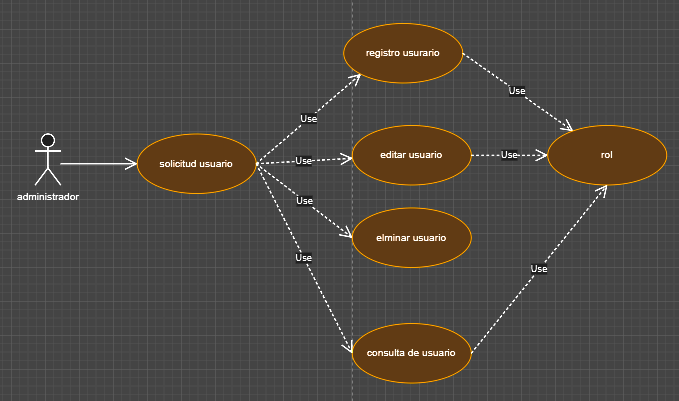 registro usurario
Use
Use
administrador
solicitud usuario
Use
editar usuario
Use
rol
Use
elminar usuario
Use
Use
consulta de usuario